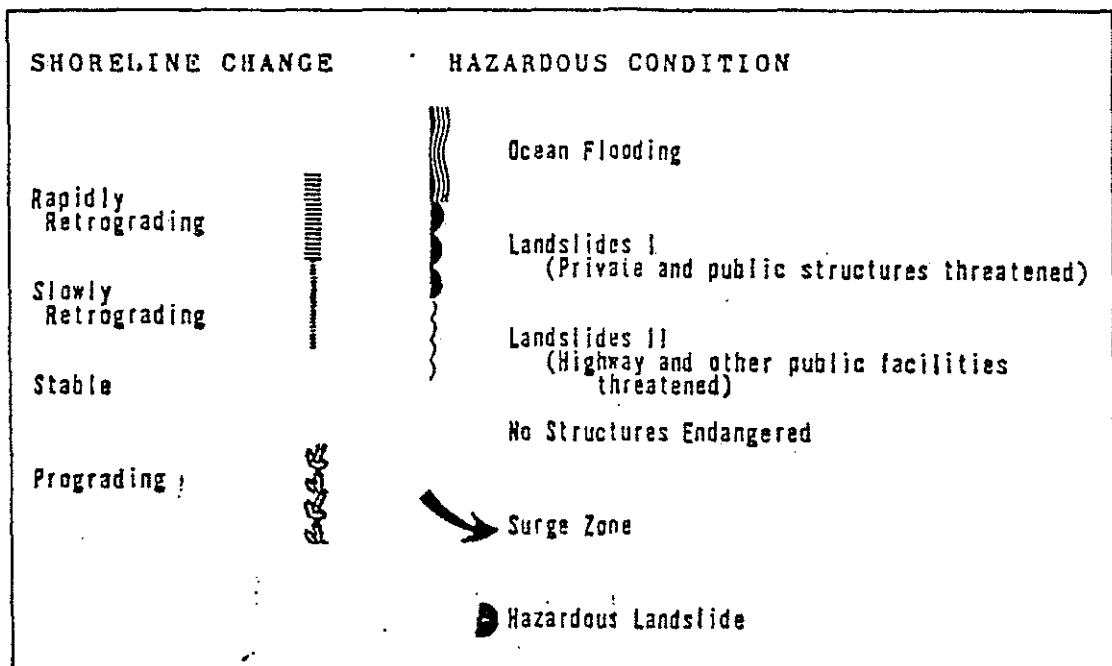 SHORELINE CHANGE
Rapidly
Retrograding
Slowly
Retrograding
Stable
Prograding
HAZARDOUS CONDITION
Ocean Flooding
Landslides I
(Private and public structures threatened)
Landslides II
(Highway and other public facilities
threatened)
No Structures Endangered
Surge Zone
Hazardous Landslide